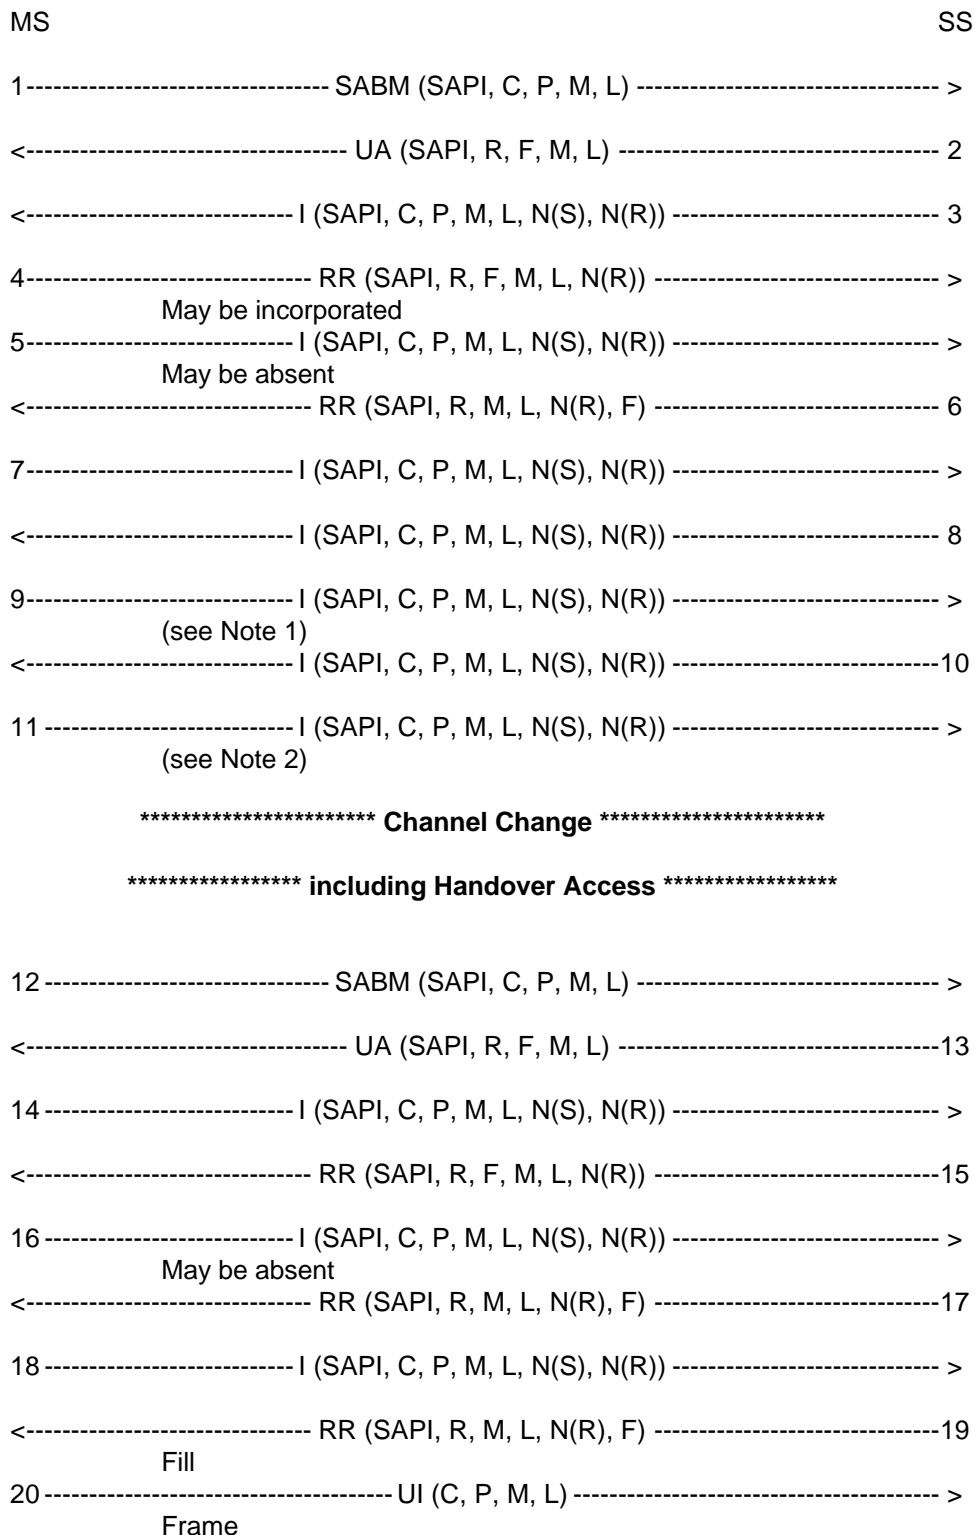 MS SS
1---------------------------------- SABM (SAPI, C, P, M, L) ---------------------------------- >
<------------------------------------ UA (SAPI, R, F, M, L) ------------------------------------ 2
<------------------------------ I (SAPI, C, P, M, L, N(S), N(R)) ------------------------------ 3
4-------------------------------- RR (SAPI, R, F, M, L, N(R)) -------------------------------- >
May be incorporated
5------------------------------ I (SAPI, C, P, M, L, N(S), N(R)) ------------------------------ >
May be absent
<-------------------------------- RR (SAPI, R, M, L, N(R), F) -------------------------------- 6
7------------------------------ I (SAPI, C, P, M, L, N(S), N(R)) ------------------------------ >
<------------------------------ I (SAPI, C, P, M, L, N(S), N(R)) ------------------------------ 8
9------------------------------ I (SAPI, C, P, M, L, N(S), N(R)) ------------------------------ >
(see Note 1)
<------------------------------ I (SAPI, C, P, M, L, N(S), N(R)) ------------------------------10
11 ---------------------------- I (SAPI, C, P, M, L, N(S), N(R)) ------------------------------ >
(see Note 2)
*********************** Channel Change **********************
***************** including Handover Access *****************
12 -------------------------------- SABM (SAPI, C, P, M, L) ---------------------------------- >
<------------------------------------ UA (SAPI, R, F, M, L) ------------------------------------13
14 ---------------------------- I (SAPI, C, P, M, L, N(S), N(R)) ------------------------------ >
<-------------------------------- RR (SAPI, R, F, M, L, N(R)) --------------------------------15
16 ---------------------------- I (SAPI, C, P, M, L, N(S), N(R)) ------------------------------ >
May be absent
<-------------------------------- RR (SAPI, R, M, L, N(R), F) --------------------------------17
18 ---------------------------- I (SAPI, C, P, M, L, N(S), N(R)) ------------------------------ >
<-------------------------------- RR (SAPI, R, M, L, N(R), F) --------------------------------19
Fill
20 --------------------------------------- UI (C, P, M, L) ----------------------------------------- >
Frame